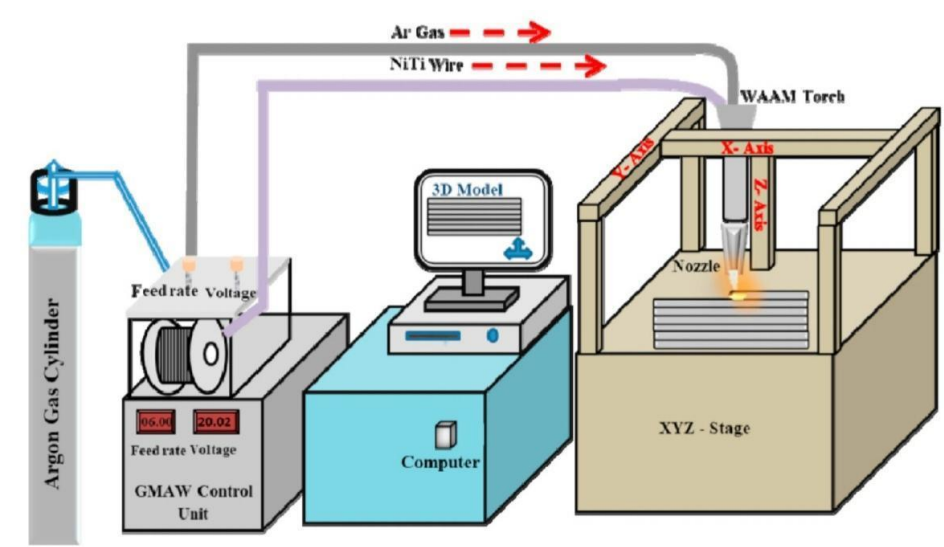 Ar Gas
NiTi Wire
WAAM Torch
Y- Axis
X- Axis
Z- Axis
3D Model
Nozzle
Feed rate Voltage
Argon Gas Cylinder
06.00 20.02
Feed rate Voltage
GMAW Control
Unit
Computer
XYZ - Stage